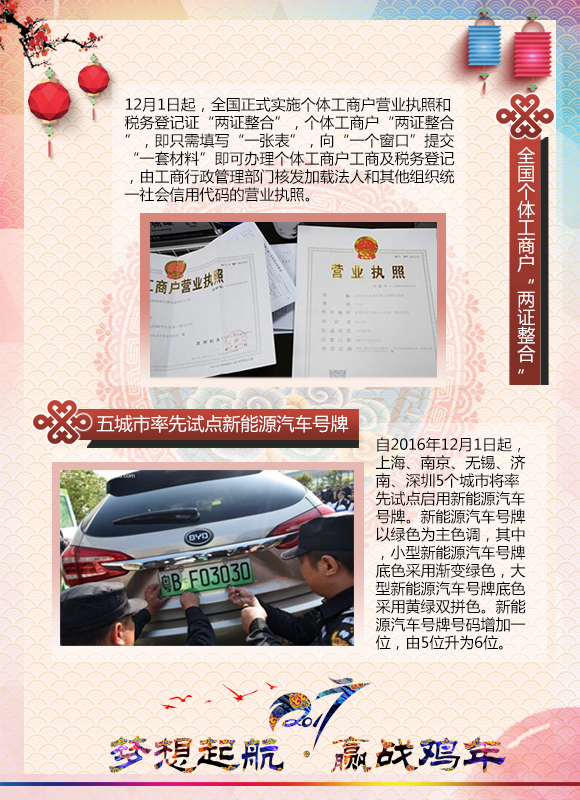 12月1日起，全国正式实施个体工商户营业执照和
税务登记证“两证整合”，个体工商户“两证整合
”，即只需填写“一张表”，向“一个窗口”提交
“一套材料”即可办理个体工商户工商及税务登记
，由工商行政管理部门核发加载法人和其他组织统
一社会信用代码的营业执照。
全国个体工商户“两证整合”
工商户营业执照
营业执照
五城市率先试点新能源汽车号牌
自2016年12月1日起，
上海、南京、无锡、济
南、深圳5个城市将率
先试点启用新能源汽车
号牌。新能源汽车号牌
以绿色为主色调，其中
，小型新能源汽车号牌
底色采用渐变绿色，大
型新能源汽车号牌底色
采用黄绿双拼色。新能
源汽车号牌号码增加一
位，由5位升为6位。
BYD
粤B F03030
2017
梦想起航·赢战鸡年